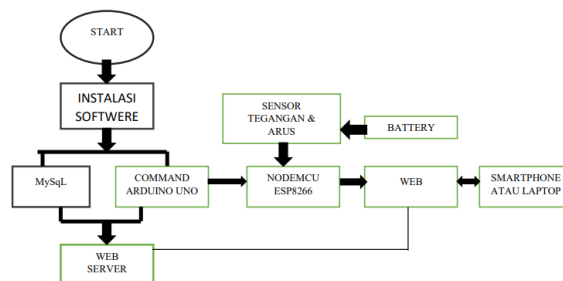 START
INSTALASI
SOFTWERE
SENSOR
TEGANGAN &
ARUS
BATTERY
MySqL
COMMAND
ARDUINO UNO
NODEMCU
ESP8266
WEB
SMARTPHONE
ATAU LAPTOP
WEB
SERVER